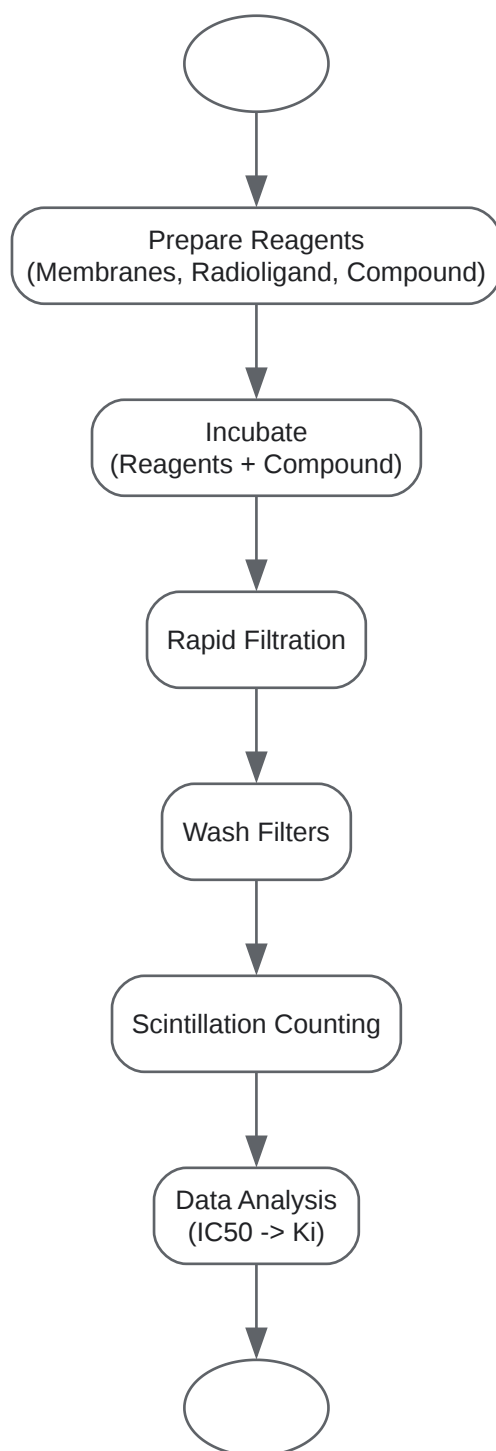 Prepare Reagents
(Membranes, Radioligand, Compound)
Incubate
(Reagents + Compound)
Rapid Filtration
Wash Filters
Scintillation Counting
Data Analysis
(IC50 -> Ki)